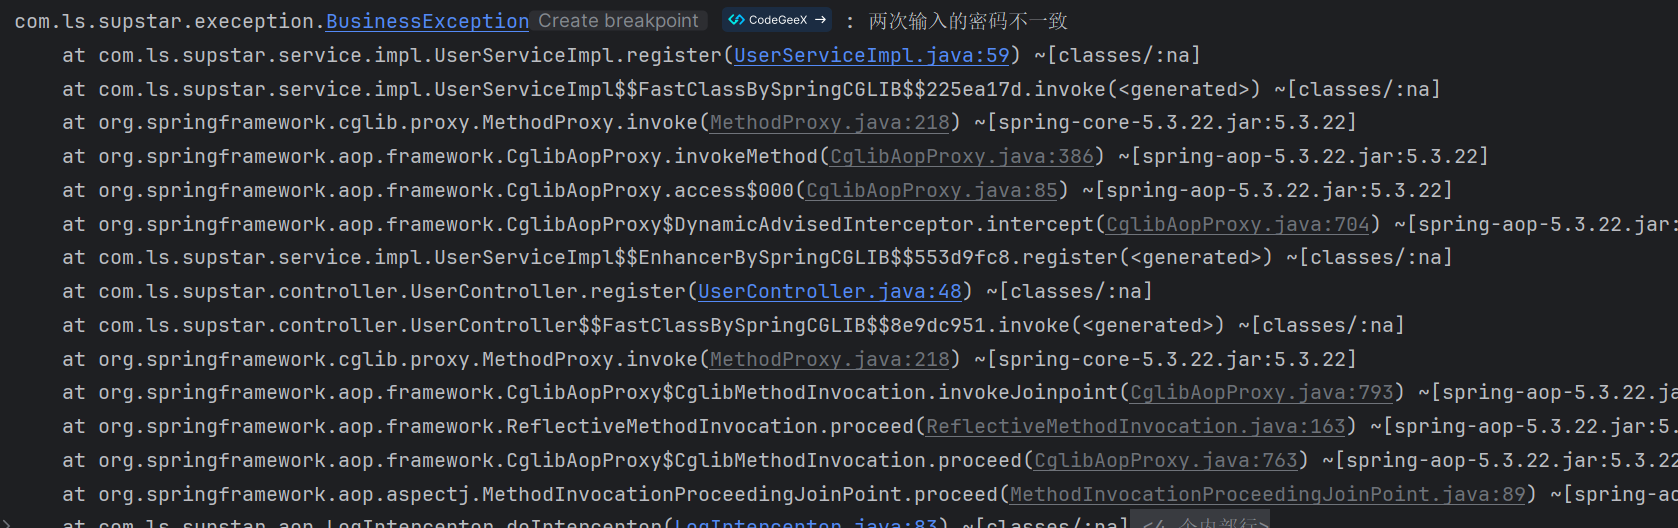 com.ls.supstar.exeception.BusinessException Create breakpoint CodeGeeX → : 两次输入的密码不一致
at com.ls.supstar.service.impl.UserServiceImpl.register(UserServiceImpl.java:59) ~[classes/:na]
at com.ls.supstar.service.impl.UserServiceImpl$$FastClassBySpringCGLIB$$225ea17d.invoke(<generated>) ~[classes/:na]
at org.springframework.cglib.proxy.MethodProxy.invoke(MethodProxy.java:218) ~[spring-core-5.3.22.jar:5.3.22]
at org.springframework.aop.framework.CglibAopProxy.invokeMethod(CglibAopProxy.java:386) ~[spring-aop-5.3.22.jar:5.3.22]
at org.springframework.aop.framework.CglibAopProxy.access$000(CglibAopProxy.java:85) ~[spring-aop-5.3.22.jar:5.3.22]
at org.springframework.aop.framework.CglibAopProxy$DynamicAdvisedInterceptor.intercept(CglibAopProxy.java:704) ~[spring-aop-5.3.22.jar:
at com.ls.supstar.service.impl.UserServiceImpl$$EnhancerBySpringCGLIB$$553d9fc8.register(<generated>) ~[classes/:na]
at com.ls.supstar.controller.UserController.register(UserController.java:48) ~[classes/:na]
at com.ls.supstar.controller.UserController$$FastClassBySpringCGLIB$$8e9dc951.invoke(<generated>) ~[classes/:na]
at org.springframework.cglib.proxy.MethodProxy.invoke(MethodProxy.java:218) ~[spring-core-5.3.22.jar:5.3.22]
at org.springframework.aop.framework.CglibAopProxy$CglibMethodInvocation.invokeJoinpoint(CglibAopProxy.java:793) ~[spring-aop-5.3.22.ja
at org.springframework.aop.framework.ReflectiveMethodInvocation.proceed(ReflectiveMethodInvocation.java:163) ~[spring-aop-5.3.22.jar:5.
at org.springframework.aop.framework.CglibAopProxy$CglibMethodInvocation.proceed(CglibAopProxy.java:763) ~[spring-aop-5.3.22.jar:5.3.22
at org.springframework.aop.aspectj.MethodInvocationProceedingJoinPoint.proceed(MethodInvocationProceedingJoinPoint.java:89) ~[spring-ao
at com.ls.supstar.aop.LogInterceptor.doInterceptor(LogInterceptor.java:83) ~[classes/:na] <4 个内部行>